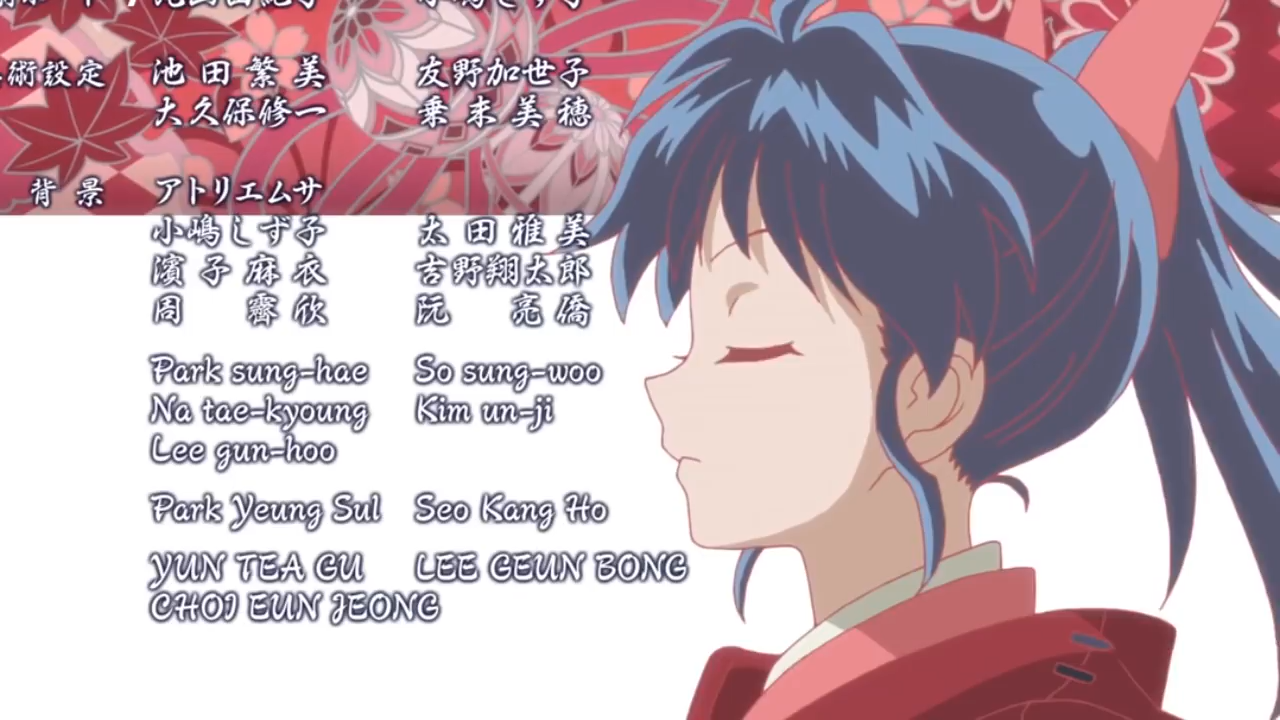 術設定 池田繁美 友野加世子
大久保修一 乗末美穂
背景 アトリエムサ
小嶋しず子 太田雅美
濱子麻衣 吉野翔太郎
周霽欣 阮亮僑
Park sung-hae So sung-woo
Na tae-kyoung Kim un-ji
Lee gun-hoo
Park Yeung Sul Seo Kang Ho
YUN TEA GU LEE GEUN BONG
CHOI EUN JEONG